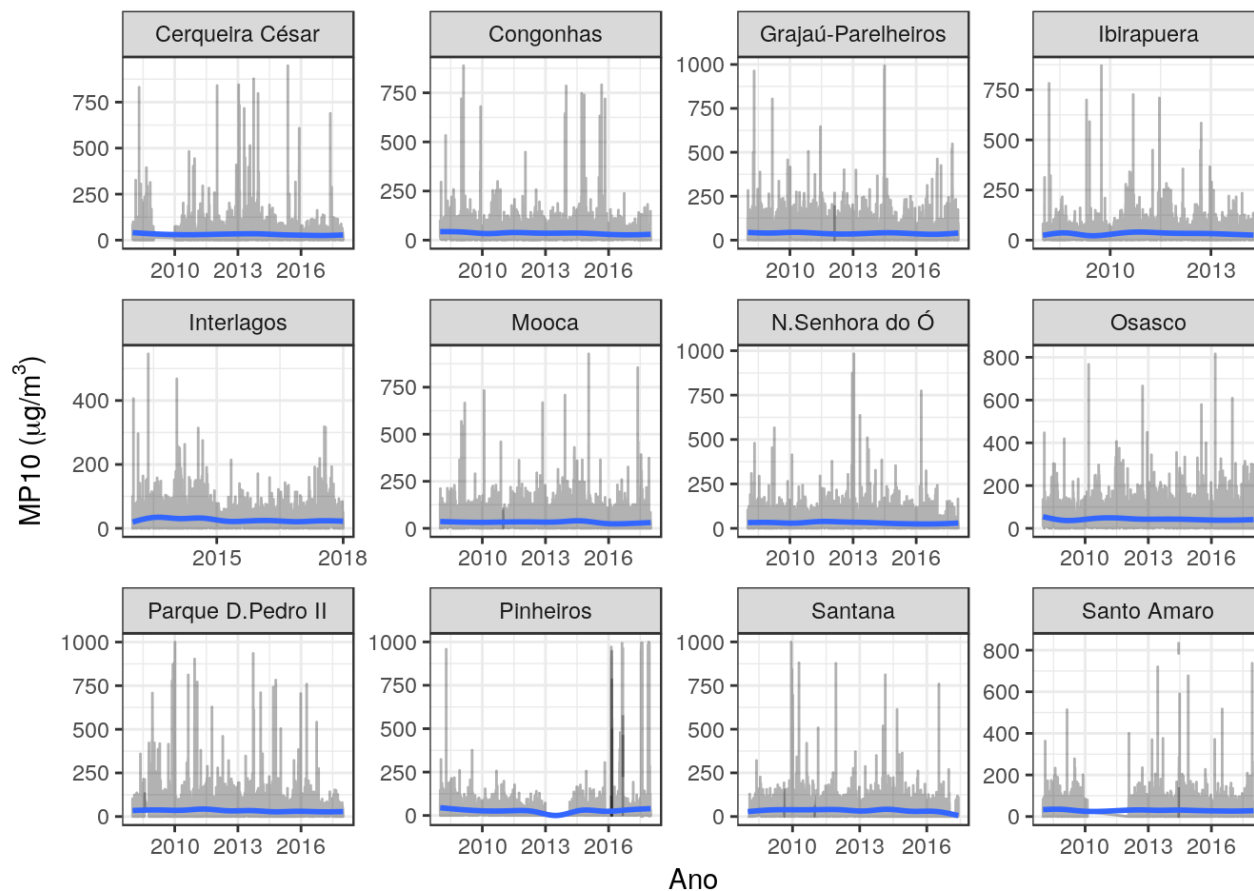 Cerqueira César Congonhas Grajaú-Parelheiros Ibirapuera
750 500 250 0
750 500 250 0
1000 750 500 250 0
750 500 250 0
2010 2013 2016 2010 2013 2016 2010 2013 2016 2010 2013
Interlagos Mooca N.Senhora do Ó Osasco
MP10 (μg/m³)
400 200 0
750 500 250 0
1000 750 500 250 0
800 600 400 200 0
2015 2018 2010 2013 2016 2010 2013 2016 2010 2013 2016
Parque D.Pedro II Pinheiros Santana Santo Amaro
1000 750 500 250 0
1000 750 500 250 0
1000 750 500 250 0
800 600 400 200 0
2010 2013 2016 2010 2013 2016 2010 2013 2016 2010 2013 2016
Ano